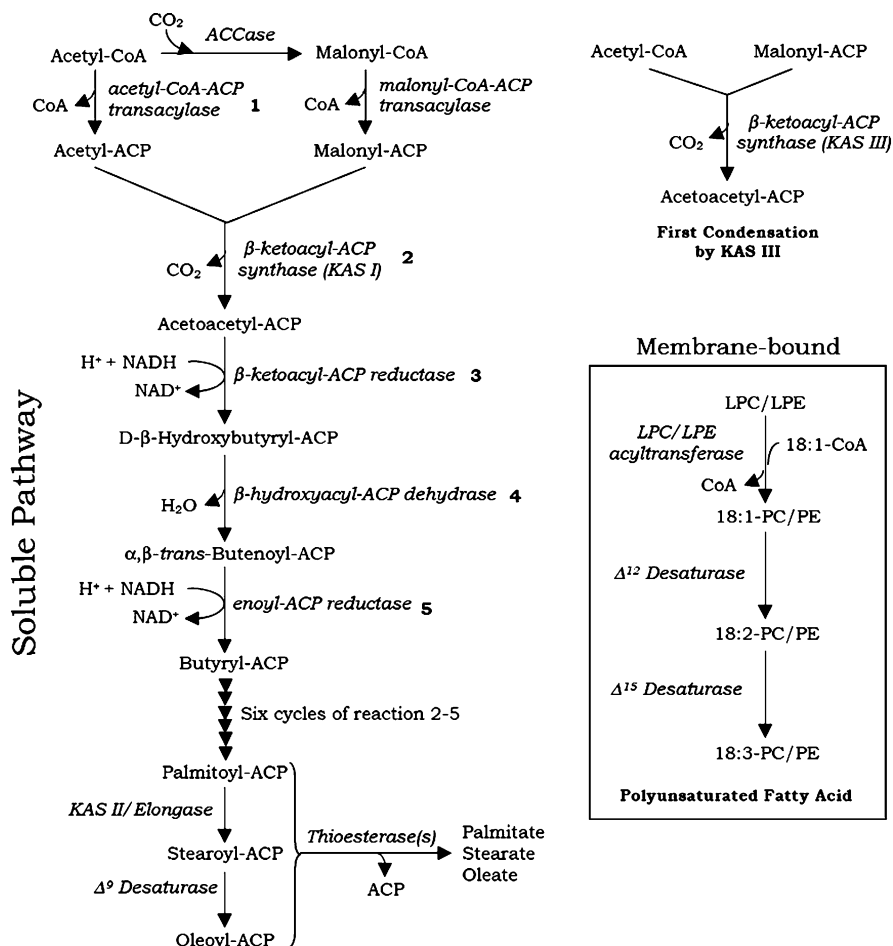 CO₂
ACCase
Acetyl-CoA
Malonyl-CoA
CoA
acetyl-CoA-ACP
transacylase
1
CoA
malonyl-CoA-ACP
transacylase
Acetyl-ACP
Malonyl-ACP
CO₂
β-ketoacyl-ACP
synthase (KAS I)
2
Acetoacetyl-ACP
H⁺ + NADH
NAD⁺
β-ketoacyl-ACP reductase
3
D-β-Hydroxybutyryl-ACP
H₂O
β-hydroxyacyl-ACP dehydrase
4
α,β-trans-Butenoyl-ACP
H⁺ + NADH
NAD⁺
enoyl-ACP reductase
5
Butyryl-ACP
Six cycles of reaction 2-5
Palmitoyl-ACP
KAS II/Elongase
Stearoyl-ACP
Δ⁹ Desaturase
Oleoyl-ACP
Thioesterase(s)
ACP
Palmitate
Stearate
Oleate
Soluble Pathway
Acetyl-CoA
Malonyl-ACP
CO₂
β-ketoacyl-ACP
synthase (KAS III)
Acetoacetyl-ACP
First Condensation
by KAS III
Membrane-bound
LPC/LPE
LPC/LPE
acyltransferase
18:1-CoA
CoA
18:1-PC/PE
Δ¹² Desaturase
18:2-PC/PE
Δ¹⁵ Desaturase
18:3-PC/PE
Polyunsaturated Fatty Acid